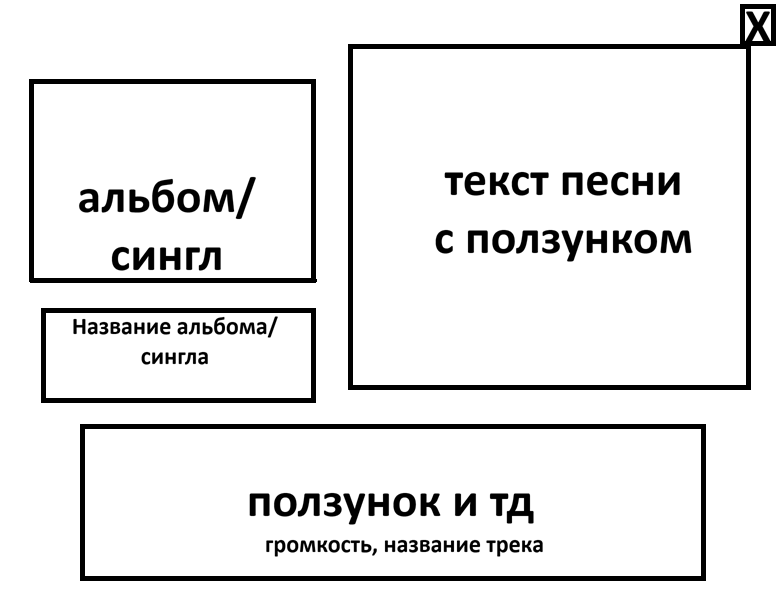 X
альбом/
сингл
текст песни
с ползунком
Название альбома/
сингла
ползунок и тд
громкость, название трека